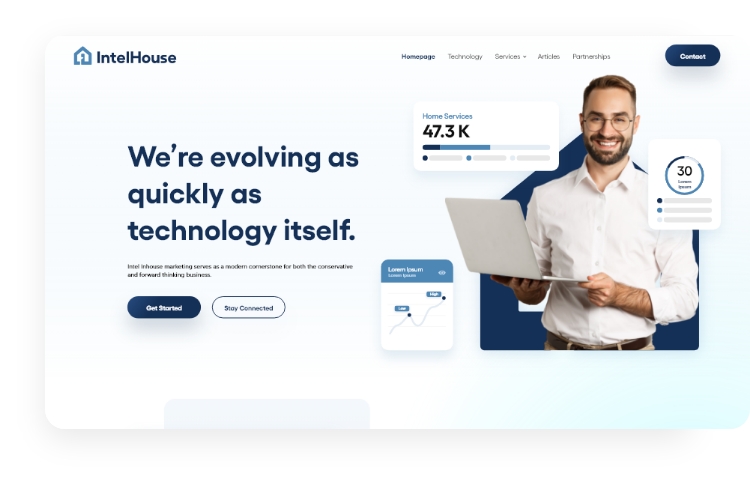 IntelHouse
Homepage
Technology
Services
Articles
Partnerships
Contact
We're evolving as
quickly as
technology itself.
Intel Inhouse marketing serves as a modern cornerstone for both the conservative
and forward thinking business.
Get Started
Stay Connected
Home Services
47.3 K
30
Lorem
Ipsum
Lorem Ipsum
Lorem Ipsum
High
Low